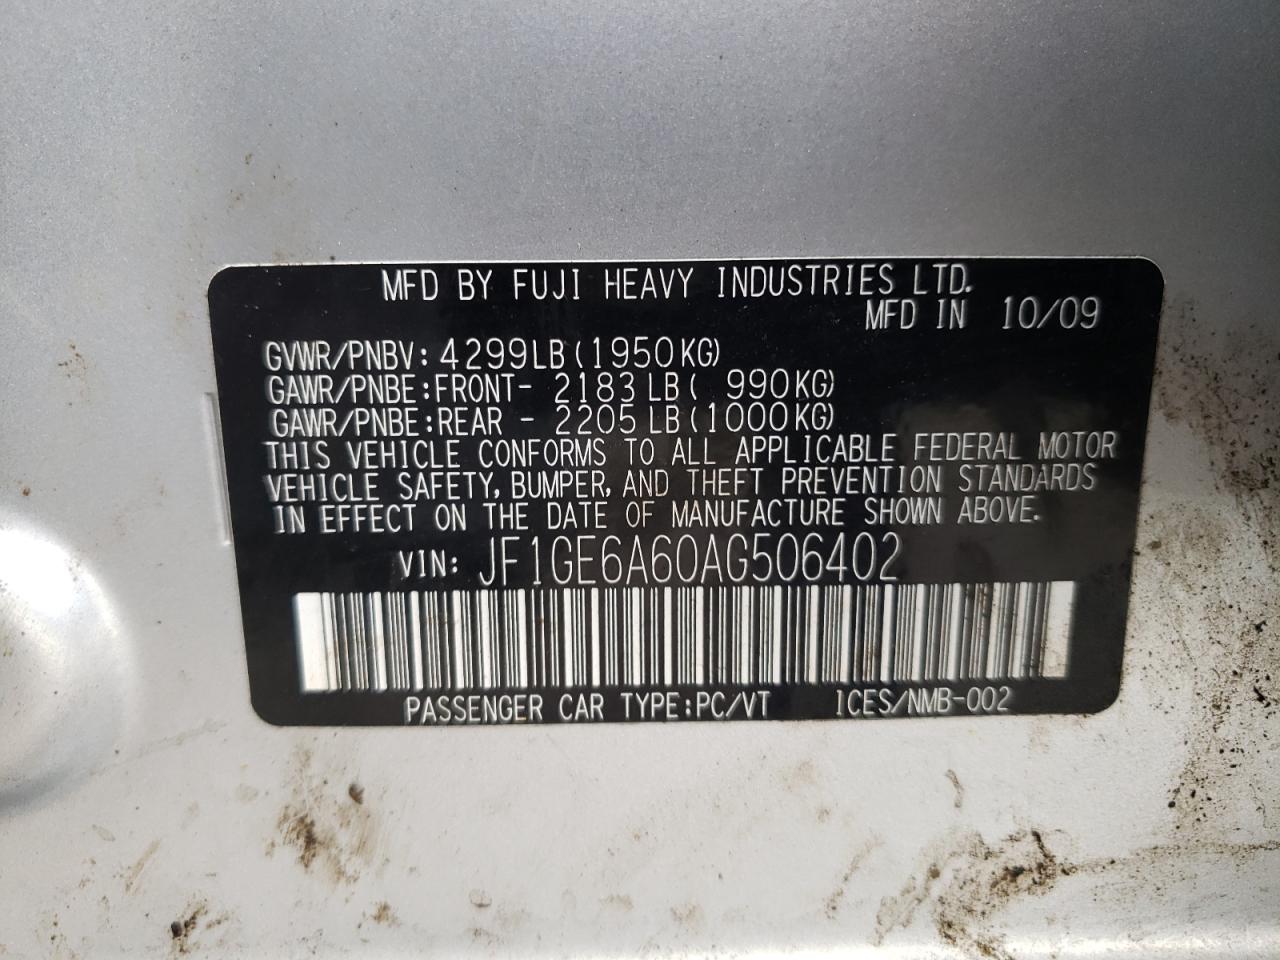 MFD BY FUJI HEAVY INDUSTRIES LTD.
MFD IN 10/09
GVWR/PNBV: 4299LB(1950KG)
GAWR/PNBE:FRONT- 2183LB( 990KG)
GAWR/PNBE:REAR - 2205LB(1000KG)
THIS VEHICLE CONFORMS TO ALL APPLICABLE FEDERAL MOTOR
VEHICLE SAFETY, BUMPER, AND THEFT PREVENTION STANDARDS
IN EFFECT ON THE DATE OF MANUFACTURE SHOWN ABOVE.
VIN: JF1GE6A60AG506402
PASSENGER CAR TYPE:PC/VT ICES/NMB-002